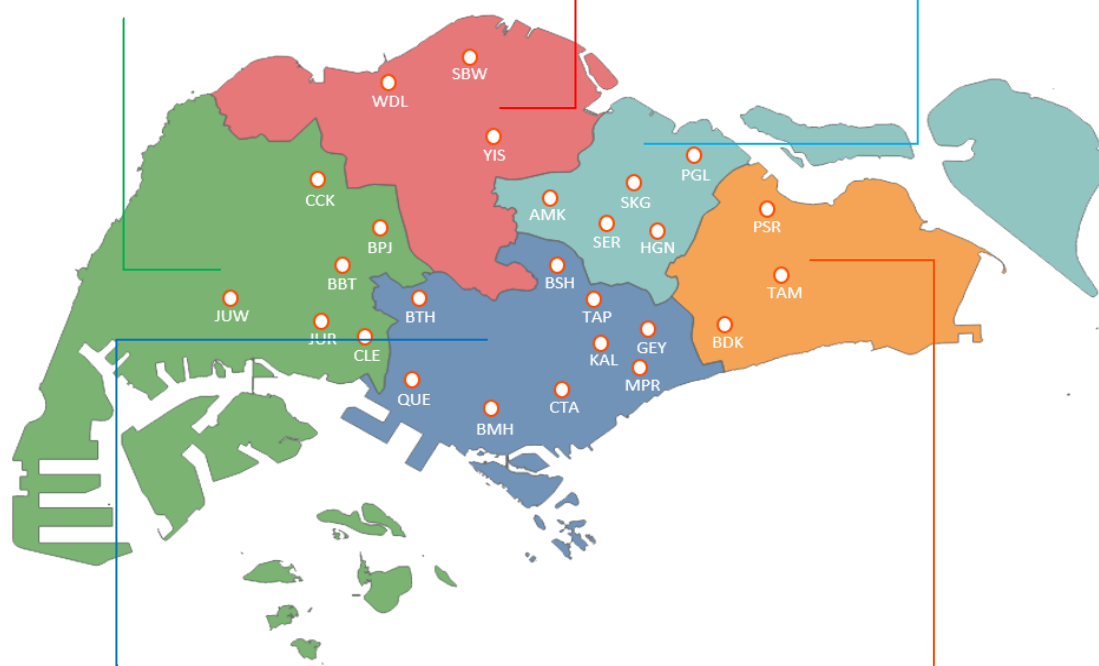 SBW
WDL
YIS
PGL
CCK
SKG
AMK
PSR
SER
HGN
BPJ
BBT
BSH
TAM
JUW
BTH
TAP
JUR
CLE
GEY
BDK
KAL
MPR
QUE
CTA
BMH